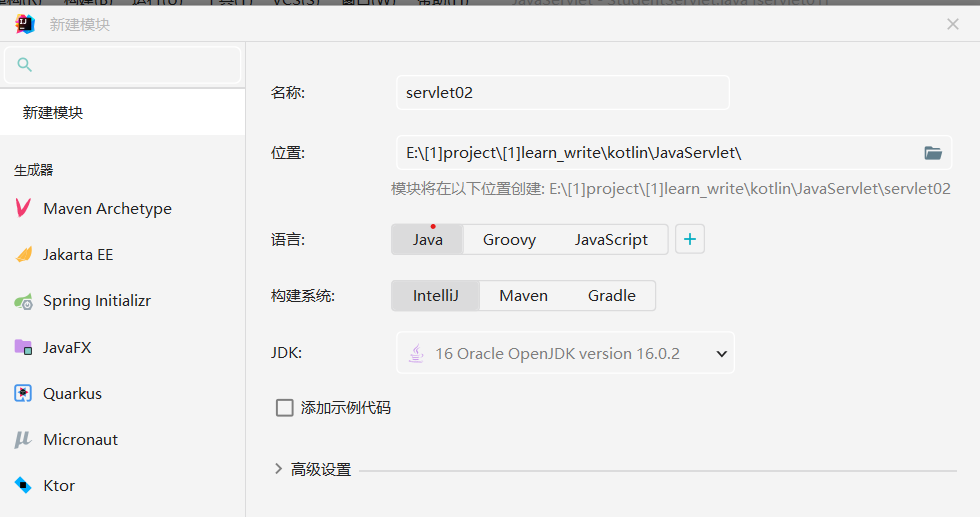 新建模块
新建模块
生成器
Maven Archetype
Jakarta EE
Spring Initializr
JavaFX
Quarkus
Micronaut
Ktor
名称:
servlet02
位置:
E:\[1]project\[1]learn_write\kotlin\JavaServlet\
模块将在以下位置创建: E:\[1]project\[1]learn_write\kotlin\JavaServlet\servlet02
语言:
Java Groovy JavaScript +
构建系统:
IntelliJ Maven Gradle
JDK:
16 Oracle OpenJDK version 16.0.2
添加示例代码
高级设置